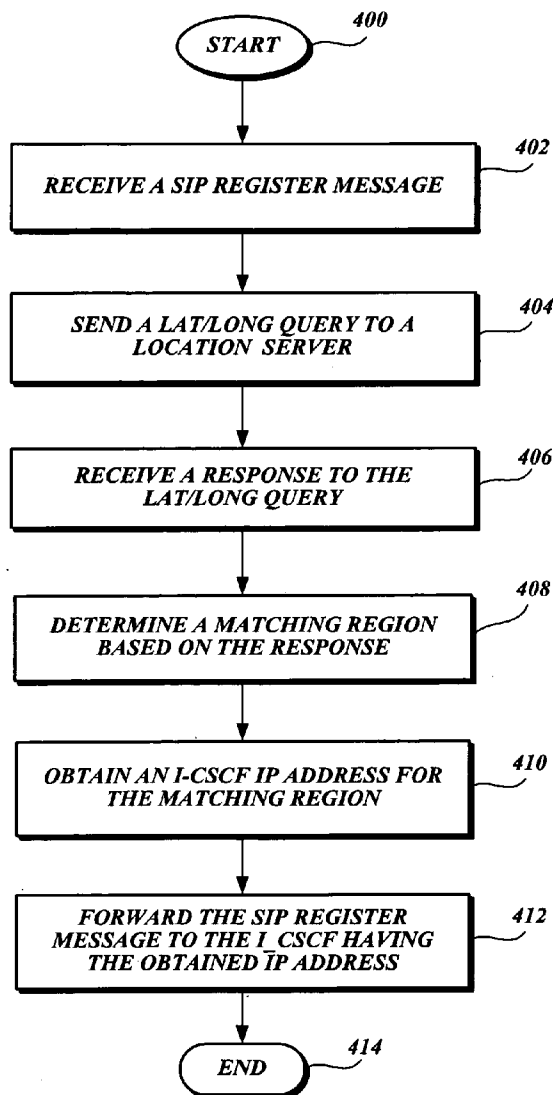 START
400
RECEIVE A SIP REGISTER MESSAGE
402
SEND A LAT/LONG QUERY TO A
LOCATION SERVER
404
RECEIVE A RESPONSE TO THE
LAT/LONG QUERY
406
DETERMINE A MATCHING REGION
BASED ON THE RESPONSE
408
OBTAIN AN I-CSCF IP ADDRESS FOR
THE MATCHING REGION
410
FORWARD THE SIP REGISTER
MESSAGE TO THE I_CSCF HAVING
THE OBTAINED IP ADDRESS
412
END
414